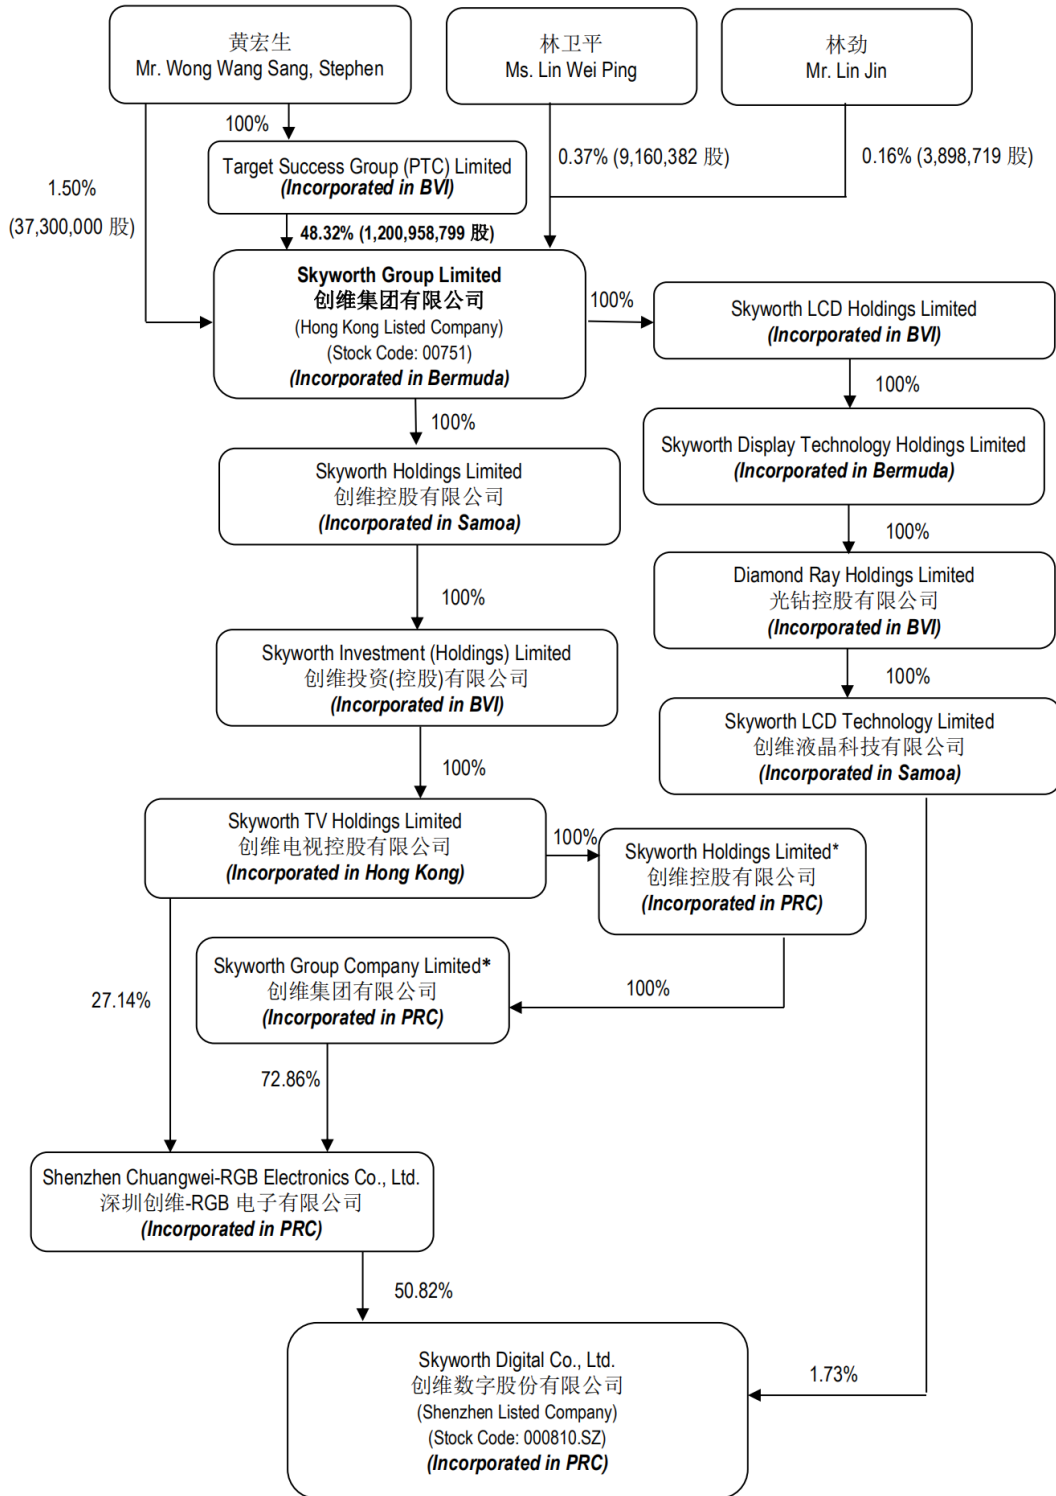 黄宏生
Mr. Wong Wang Sang, Stephen
林卫平
Ms. Lin Wei Ping
林劲
Mr. Lin Jin
100%
0.37% (9,160,382 股)
0.16% (3,898,719 股)
Target Success Group (PTC) Limited
(Incorporated in BVI)
1.50%
(37,300,000 股)
48.32% (1,200,958,799 股)
Skyworth Group Limited
创维集团有限公司
(Hong Kong Listed Company)
(Stock Code: 00751)
(Incorporated in Bermuda)
100%
Skyworth LCD Holdings Limited
(Incorporated in BVI)
100%
100%
Skyworth Display Technology Holdings Limited
(Incorporated in Bermuda)
Skyworth Holdings Limited
创维控股有限公司
(Incorporated in Samoa)
100%
Diamond Ray Holdings Limited
光钻控股有限公司
(Incorporated in BVI)
100%
Skyworth Investment (Holdings) Limited
创维投资(控股)有限公司
(Incorporated in BVI)
100%
Skyworth LCD Technology Limited
创维液晶科技有限公司
(Incorporated in Samoa)
100%
Skyworth TV Holdings Limited
创维电视控股有限公司
(Incorporated in Hong Kong)
100%
Skyworth Holdings Limited*
创维控股有限公司
(Incorporated in PRC)
Skyworth Group Company Limited*
创维集团有限公司
(Incorporated in PRC)
100%
27.14%
72.86%
Shenzhen Chuangwei-RGB Electronics Co., Ltd.
深圳创维-RGB 电子有限公司
(Incorporated in PRC)
50.82%
Skyworth Digital Co., Ltd.
创维数字股份有限公司
(Shenzhen Listed Company)
(Stock Code: 000810.SZ)
(Incorporated in PRC)
1.73%